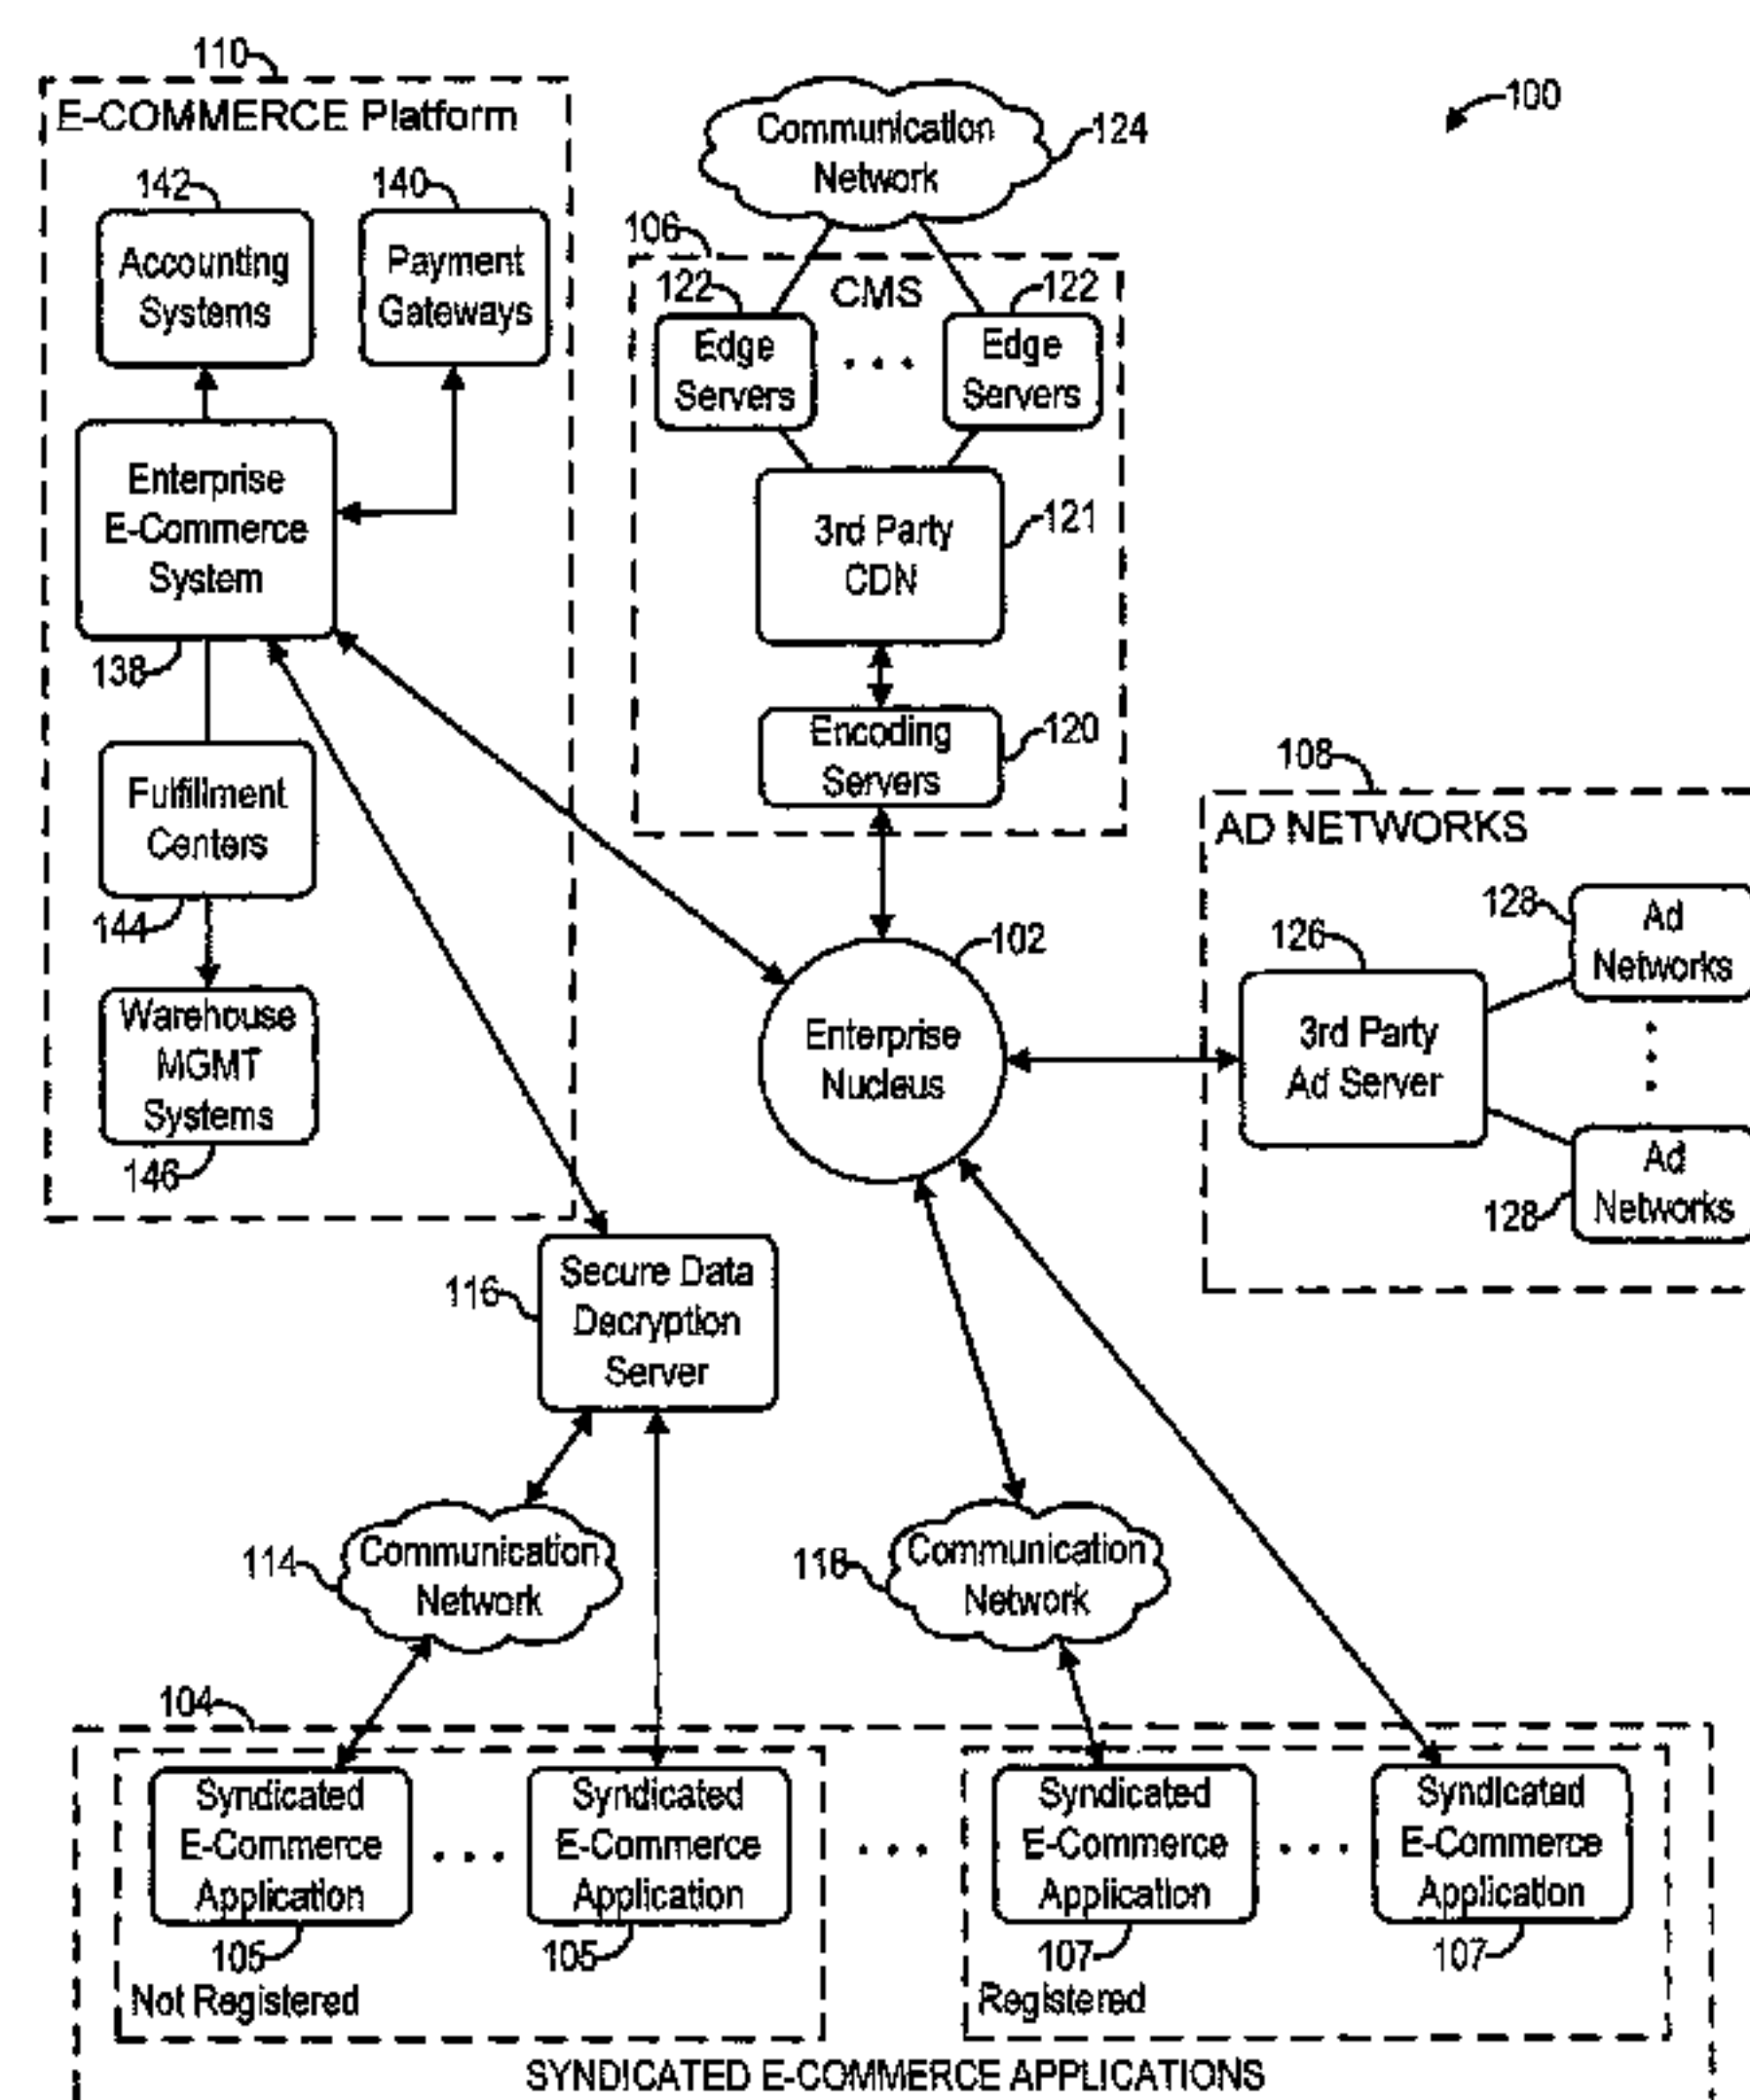 110
E-COMMERCE Platform
142
Accounting
Systems
140
Payment
Gateways
Enterprise
E-Commerce
System
138
Fulfillment
Centers
144
Warehouse
MGMT
Systems
146
Communication
Network
124
100
106
CMS
122
Edge
Servers
. . .
122
Edge
Servers
3rd Party
CDN
121
Encoding
Servers
120
102
Enterprise
Nucleus
108
AD NETWORKS
126
3rd Party
Ad Server
128
Ad
Networks
Ad
Networks
128
116
Secure Data
Decryption
Server
114
Communication
Network
118
Communication
Network
104
Syndicated
E-Commerce
Application
105
. . .
Syndicated
E-Commerce
Application
105
Not Registered
. . .
Syndicated
E-Commerce
Application
107
. . .
Syndicated
E-Commerce
Application
107
Registered
SYNDICATED E-COMMERCE APPLICATIONS